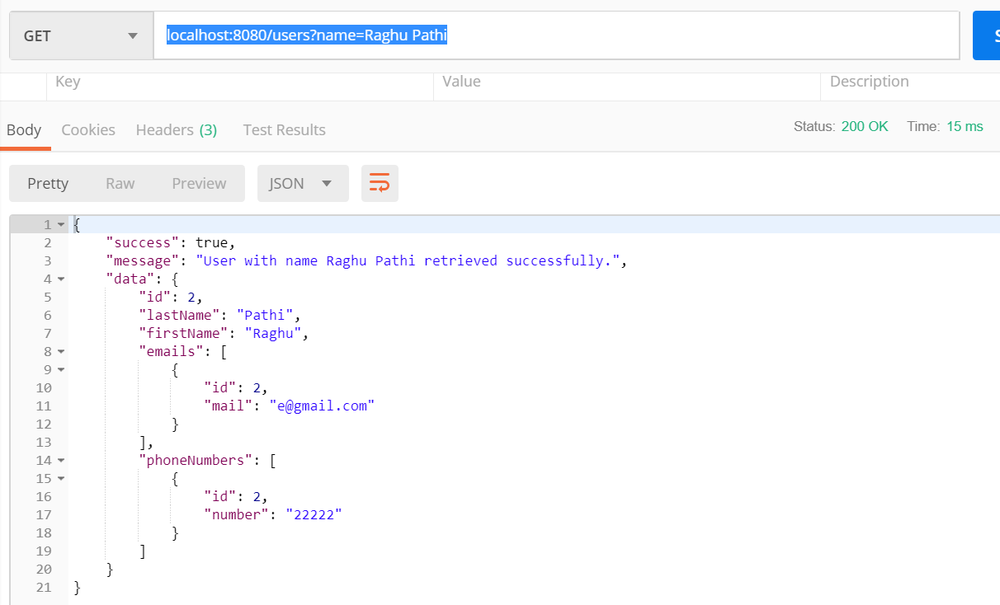 GET localhost:8080/users?name=Raghu Pathi S
Key Value Description
Body Cookies Headers (3) Test Results Status: 200 OK Time: 15 ms
Pretty Raw Preview JSON
1 {
2 "success": true,
3 "message": "User with name Raghu Pathi retrieved successfully.",
4 "data": {
5 "id": 2,
6 "lastName": "Pathi",
7 "firstName": "Raghu",
8 "emails": [
9 {
10 "id": 2,
11 "mail": "e@gmail.com"
12 }
13 ],
14 "phoneNumbers": [
15 {
16 "id": 2,
17 "number": "22222"
18 }
19 ]
20 }
21 }